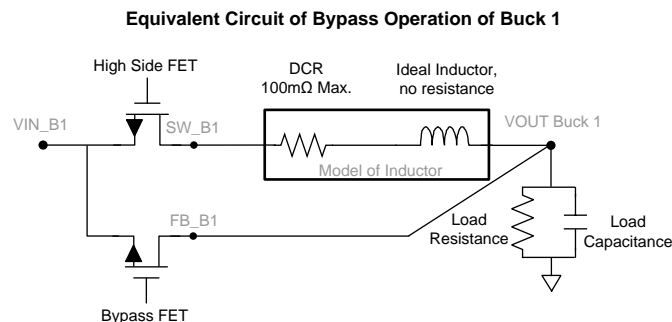 Equivalent Circuit of Bypass Operation of Buck 1
High Side FET
DCR
100mΩ Max.
Ideal Inductor,
no resistance
VIN_B1
SW_B1
VOUT Buck 1
Model of Inductor
FB_B1
Load
Resistance
Load
Capacitance
Bypass FET